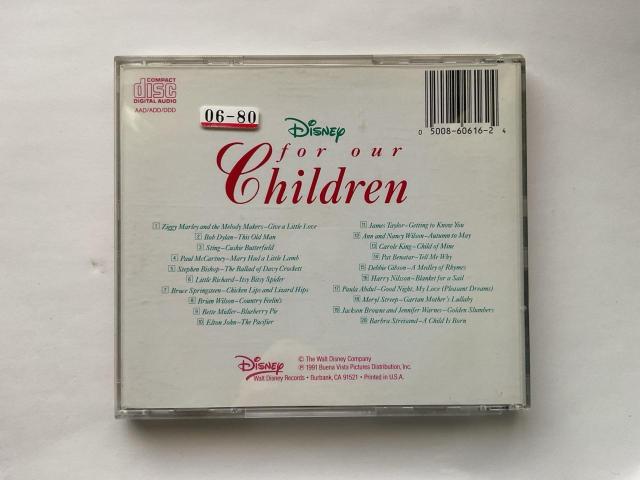 COMPACT
disc
DIGITAL AUDIO
AAD/ADD/DDD
06-80
0 5008-60616-2 4
Disney
for our
Children
1 Ziggy Marley and the Melody Makers–Give a Little Love
2 Bob Dylan–This Old Man
3 Sting–Cushie Butterfield
4 Paul McCartney–Mary Had a Little Lamb
5 Stephen Bishop–The Ballad of Davy Crockett
6 Little Richard–Itsy Bitsy Spider
7 Bruce Springsteen–Chicken Lips and Lizard Hips
8 Brian Wilson–Country Feelin's
9 Bette Midler–Blueberry Pie
10 Elton John–The Pacifier
11 James Taylor–Getting to Know You
12 Ann and Nancy Wilson–Autumn to May
13 Carole King–Child of Mine
14 Pat Benatar–Tell Me Why
15 Debbie Gibson–A Medley of Rhymes
16 Harry Nilsson–Blanket for a Sail
17 Paula Abdul–Good Night, My Love (Pleasant Dreams)
18 Meryl Streep–Gartan Mother's Lullaby
19 Jackson Browne and Jennifer Warnes–Golden Slumbers
20 Barbra Streisand–A Child Is Born
Disney
© The Walt Disney Company
℗ 1991 Buena Vista Pictures Distribution, Inc.
Walt Disney Records • Burbank, CA 91521 • Printed in U.S.A.